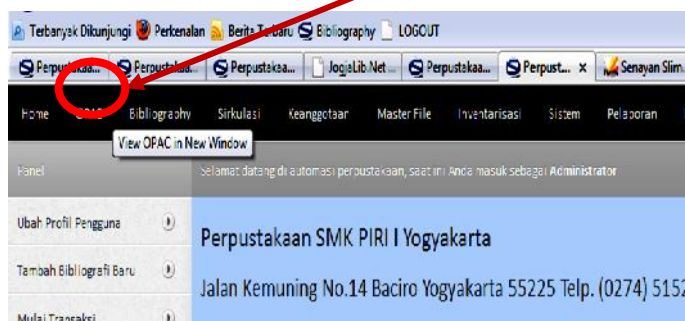 Terbanyak Dikunjungi Perkenalan Berita Terbaru Bibliography LOGOUT
Perpustakaa... Perpustakaa... Perpustakaa... JogjaLib.Net ... Perpustakaa... Perpust... x Senayan Slim
Home OPAC Bibliography Sirkulasi Keanggotaan Master File Inventarisasi Sistem Pelaporan
View OPAC in New Window
Panel Selamat datang di automasi perpustakaan, saat ini Anda masuk sebagai Administrator
Ubah Profil Pengguna
Perpustakaan SMK PIRI I Yogyakarta
Tambah Bibliografi Baru
Jalan Kemuning No.14 Baciro Yogyakarta 55225 Telp. (0274) 5152
Mulai Transaksi